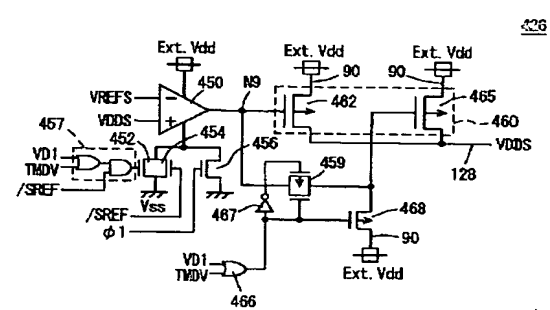 426
Ext. Vdd
Ext. Vdd
Ext. Vdd
450
N9
90
90
VREFS
−
462
465
VDDS
+
460
457
452
454
456
VDDS
VD1
TMDV
459
128
/SREF
Vss
/SREF
467
468
φ1
90
VD1
TMDV
Ext. Vdd
466